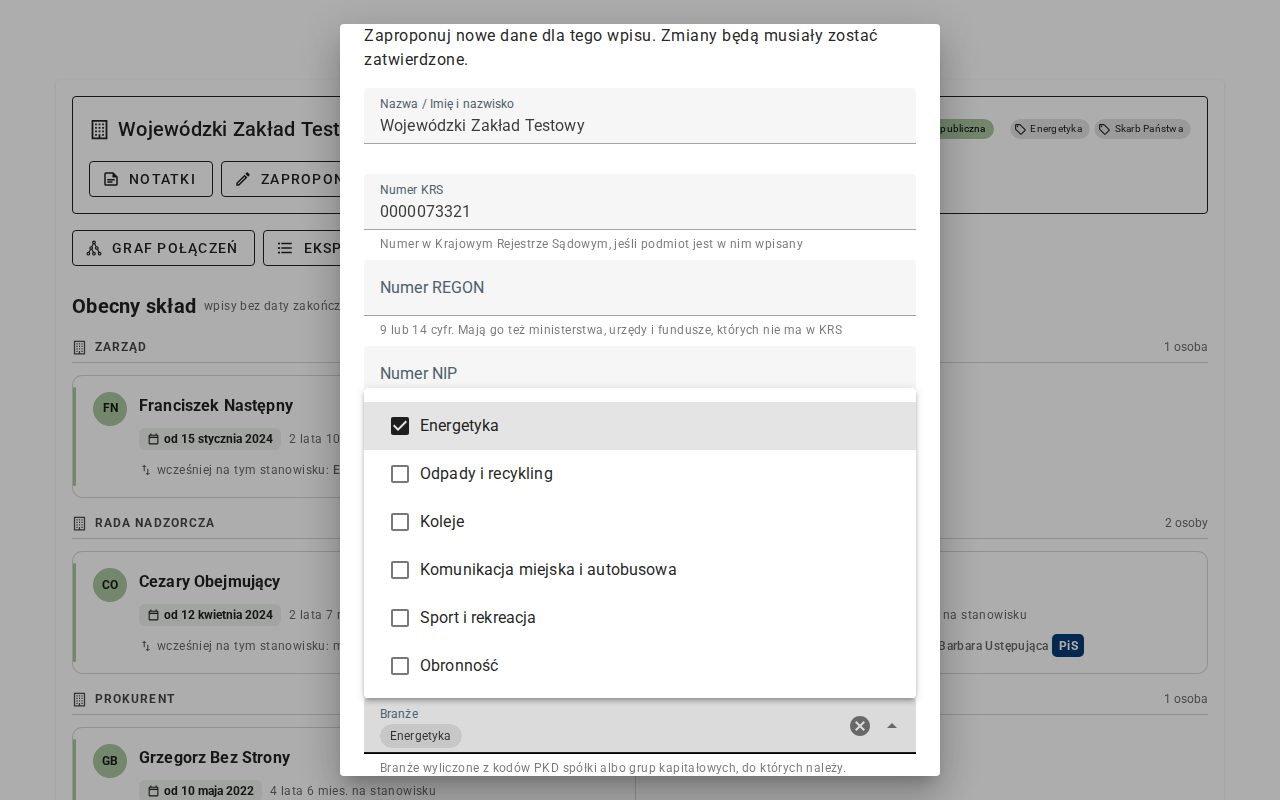 Zaproponuj nowe dane dla tego wpisu. Zmiany będą musiały zostać
zatwierdzone.
Nazwa / Imię i nazwisko
Wojewódzki Zakład Testowy
Numer KRS
0000073321
Numer w Krajowym Rejestrze Sądowym, jeśli podmiot jest w nim wpisany
Numer REGON
9 lub 14 cyfr. Mają go też ministerstwa, urzędy i fundusze, których nie ma w KRS
Numer NIP
Energetyka
Odpady i recykling
Koleje
Komunikacja miejska i autobusowa
Sport i rekreacja
Obronność
Branże
Energetyka
Branże wyliczone z kodów PKD spółki albo grup kapitałowych, do których należy.
Wojewódzki Zakład Test
publiczna
Energetyka
Skarb Państwa
NOTATKI
ZAPROPON
GRAF POŁĄCZEŃ
EKSP
Obecny skład wpisy bez daty zakończ
ZARZĄD
1 osoba
FN
Franciszek Następny
od 15 stycznia 2024 2 lata 10
wcześniej na tym stanowisku: E
RADA NADZORCZA
2 osoby
CO
Cezary Obejmujący
od 12 kwietnia 2024 2 lata 7
na stanowisku
wcześniej na tym stanowisku:
Barbara Ustępująca PiS
PROKURENT
1 osoba
GB
Grzegorz Bez Strony
od 10 maja 2022 4 lata 6 mies. na stanowisku